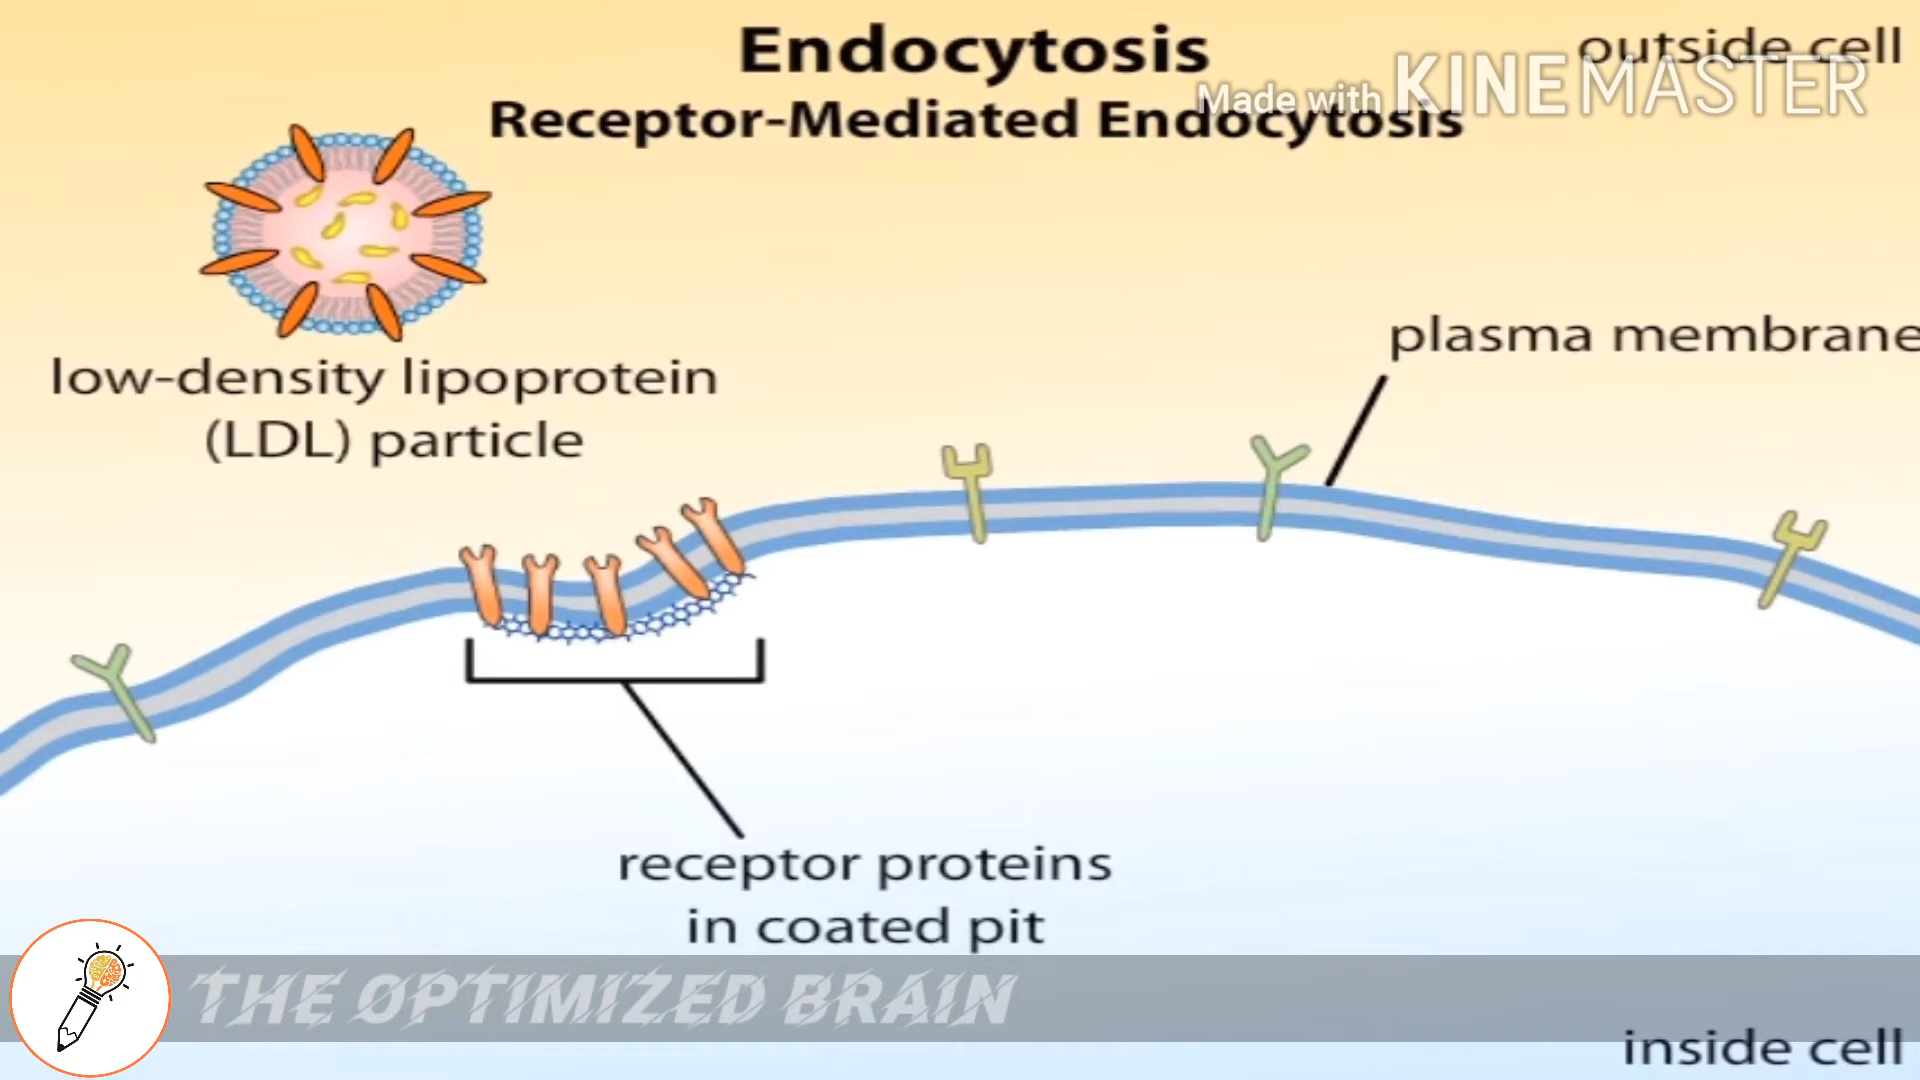 Endocytosis
outside cell
Made with KINEMASTER
Receptor-Mediated Endocytosis
plasma membrane
low-density lipoprotein
(LDL) particle
receptor proteins
in coated pit
THE OPTIMIZED BRAIN
inside cell